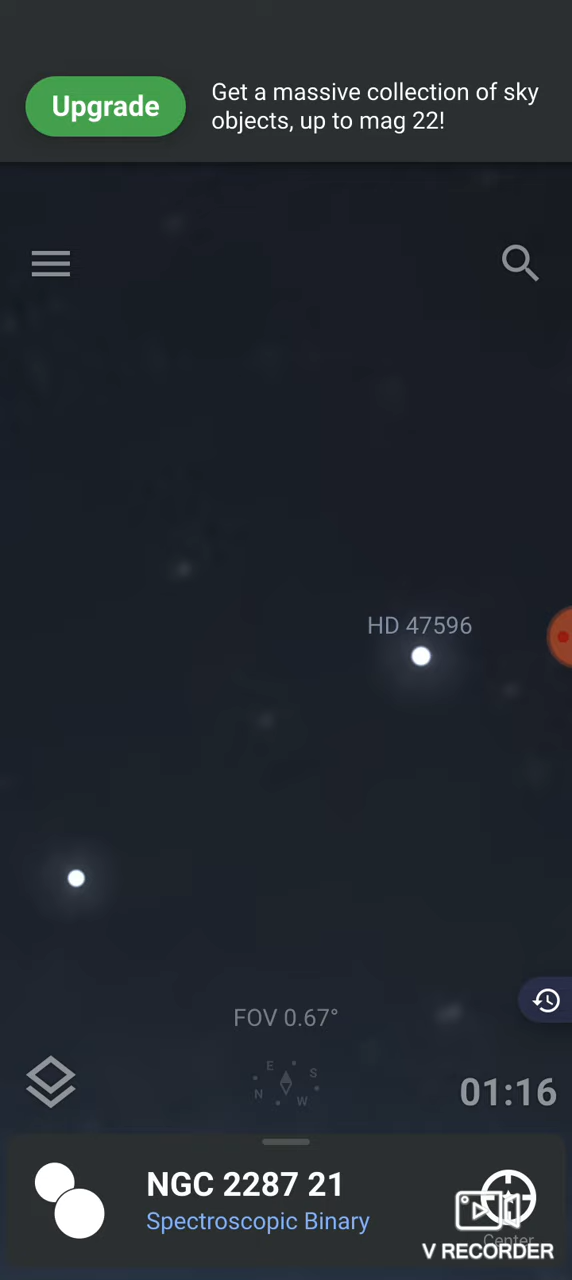 Upgrade
Get a massive collection of sky
objects, up to mag 22!
HD 47596
FOV 0.67°
E
S
N
W
01:16
NGC 2287 21
Spectroscopic Binary
Center
V RECORDER